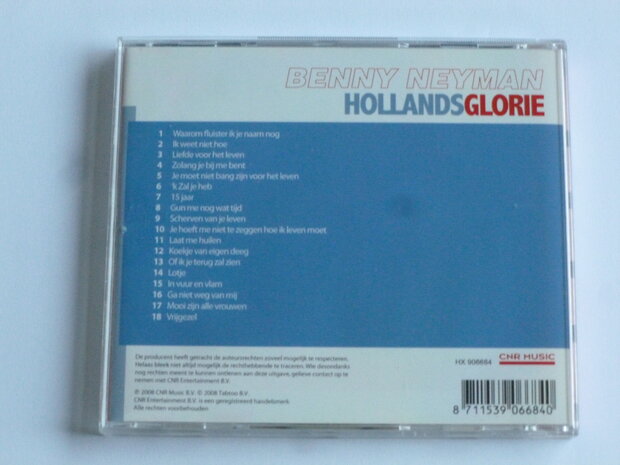 BENNY NEYMAN
HOLLANDSGLORIE
1 Waarom fluister ik je naam nog
2 Ik weet niet hoe
3 Liefde voor het leven
4 Zolang je bij me bent
5 Je moet niet bang zijn voor het leven
6 'k Zal je heb
7 15 jaar
8 Gun me nog wat tijd
9 Scherven van je leven
10 Je hoeft me niet te zeggen hoe ik leven moet
11 Laat me huilen
12 Koekje van eigen deeg
13 Of ik je terug zal zien
14 Lotje
15 In vuur en vlam
16 Ga niet weg van mij
17 Mooi zijn alle vrouwen
18 Vrijgezel
De producent heeft getracht de auteursrechten zoveel mogelijk te respecteren.
Helaas bleek niet altijd mogelijk de rechthebbende te traceren. Wie desondanks
nog rechten meent te kunnen ontlenen aan deze uitgave, gelieve contact op te
nemen met CNR Entertainment B.V.
℗ 2008 CNR Music B.V. © 2008 Tabtoo B.V.
CNR Entertainment B.V. is een geregistreerd handelsmerk.
Alle rechten voorbehouden
HX 906684
CNR MUSIC
8 711539 066840